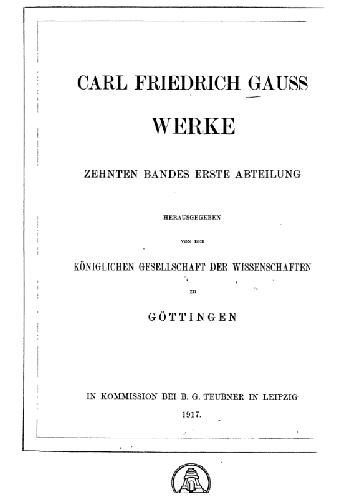 CARL FRIEDRICH GAUSS
WERKE
ZEHNTEN BANDES ERSTE ABTEILUNG
HERAUSGEGEBEN
VON DER
KÖNIGLICHEN GESELLSCHAFT DER WISSENSCHAFTEN
ZU
GÖTTINGEN
IN KOMMISSION BEI B. G. TEUBNER IN LEIPZIG
1917.